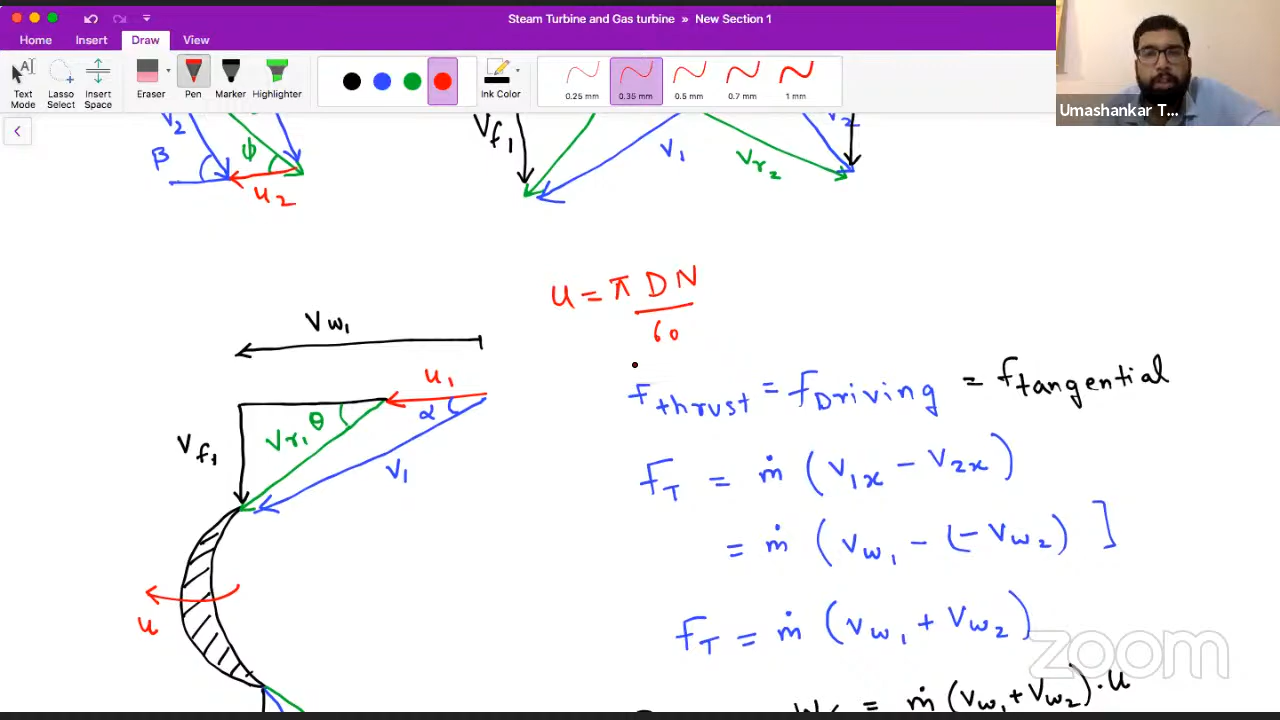 Steam Turbine and Gas turbine » New Section 1
Home Insert Draw View
Text Mode
Lasso Select
Insert Space
Eraser
Pen
Marker
Highlighter
Ink Color
0.25 mm
0.35 mm
0.5 mm
0.7 mm
1 mm
Umashankar T...
V2
β
φ
u2
Vf1
V1
Vr2
V2
u = π DN / 60
Vw1
u1
α
θ
Vr1
Vf1
V1
u
Fthrust = FDriving = Ftangential
FT = ṁ (V1x - V2x)
= ṁ (Vw1 - (-Vw2)]
FT = ṁ (Vw1 + Vw2)
= ṁ (Vw1+Vw2).u
zoom